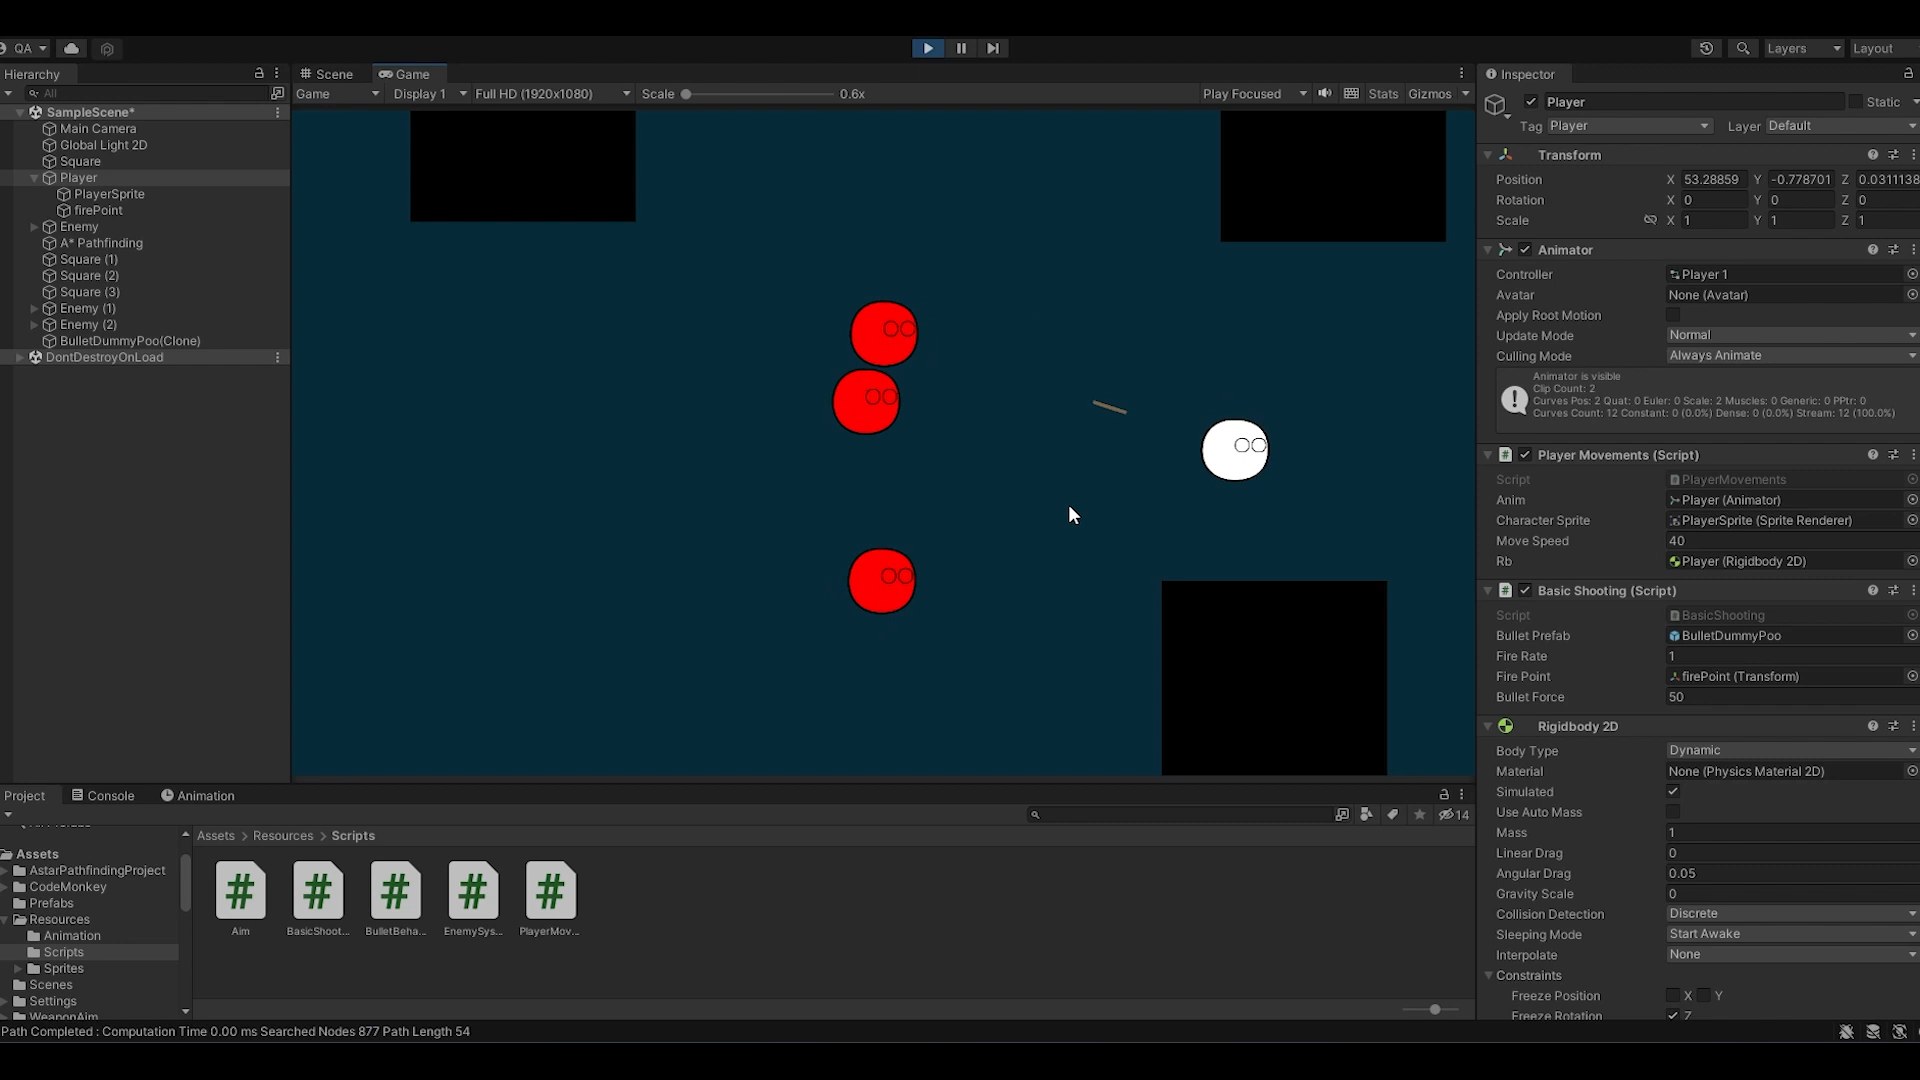 QA
Layers
Layout
Hierarchy
Scene
Game
Inspector
All
Game
Display 1
Full HD (1920x1080)
Scale
0.6x
Play Focused
Stats
Gizmos
Player
Static
Tag Player
Layer Default
SampleScene*
Main Camera
Global Light 2D
Square
Player
PlayerSprite
firePoint
Enemy
A* Pathfinding
Square (1)
Square (2)
Square (3)
Enemy (1)
Enemy (2)
BulletDummyPoo(Clone)
DontDestroyOnLoad
Transform
Position X 53.28859 Y -0.778701 Z 0.0311138
Rotation X 0 Y 0 Z 0
Scale X 1 Y 1 Z 1
Animator
Controller Player 1
Avatar None (Avatar)
Apply Root Motion
Update Mode Normal
Culling Mode Always Animate
Animator is visible
Clip Count: 2
Curves Pos: 2 Quat: 0 Euler: 0 Scale: 2 Muscles: 0 Generic: 0 PPtr: 0
Curves Count: 12 Constant: 0 (0.0%) Dense: 0 (0.0%) Stream: 12 (100.0%)
Player Movements (Script)
Script PlayerMovements
Anim Player (Animator)
Character Sprite PlayerSprite (Sprite Renderer)
Move Speed 40
Rb Player (Rigidbody 2D)
Basic Shooting (Script)
Script BasicShooting
Bullet Prefab BulletDummyPoo
Fire Rate 1
Fire Point firePoint (Transform)
Bullet Force 50
Rigidbody 2D
Body Type Dynamic
Material None (Physics Material 2D)
Simulated
Use Auto Mass
Mass 1
Linear Drag 0
Angular Drag 0.05
Gravity Scale 0
Collision Detection Discrete
Sleeping Mode Start Awake
Interpolate None
Constraints
Freeze Position X Y
Freeze Rotation Z
Project
Console
Animation
14
Assets > Resources > Scripts
Assets
AstarPathfindingProject
CodeMonkey
Prefabs
Resources
Animation
Scripts
Sprites
Scenes
Settings
WeaponAim
Aim
BasicShoot...
BulletBeha...
EnemySys...
PlayerMov...
Path Completed : Computation Time 0.00 ms Searched Nodes 877 Path Length 54